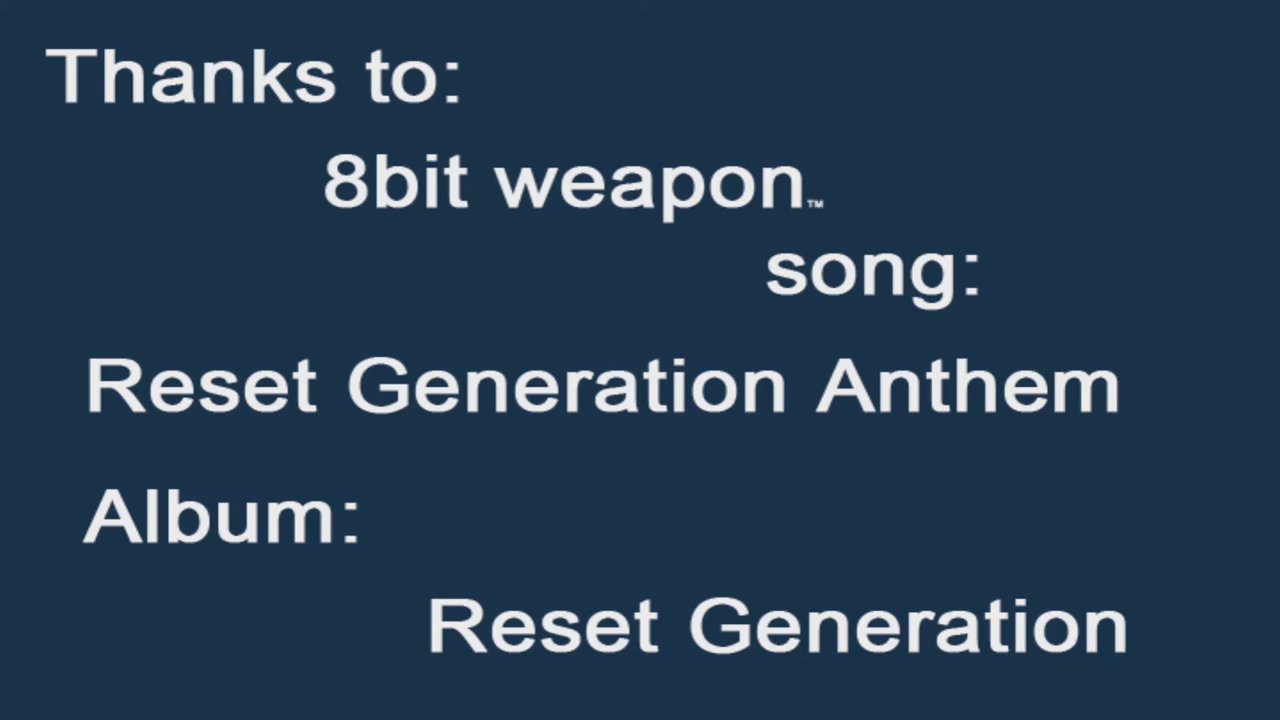 Thanks to:
8bit weapon™
song:
Reset Generation Anthem
Album:
Reset Generation